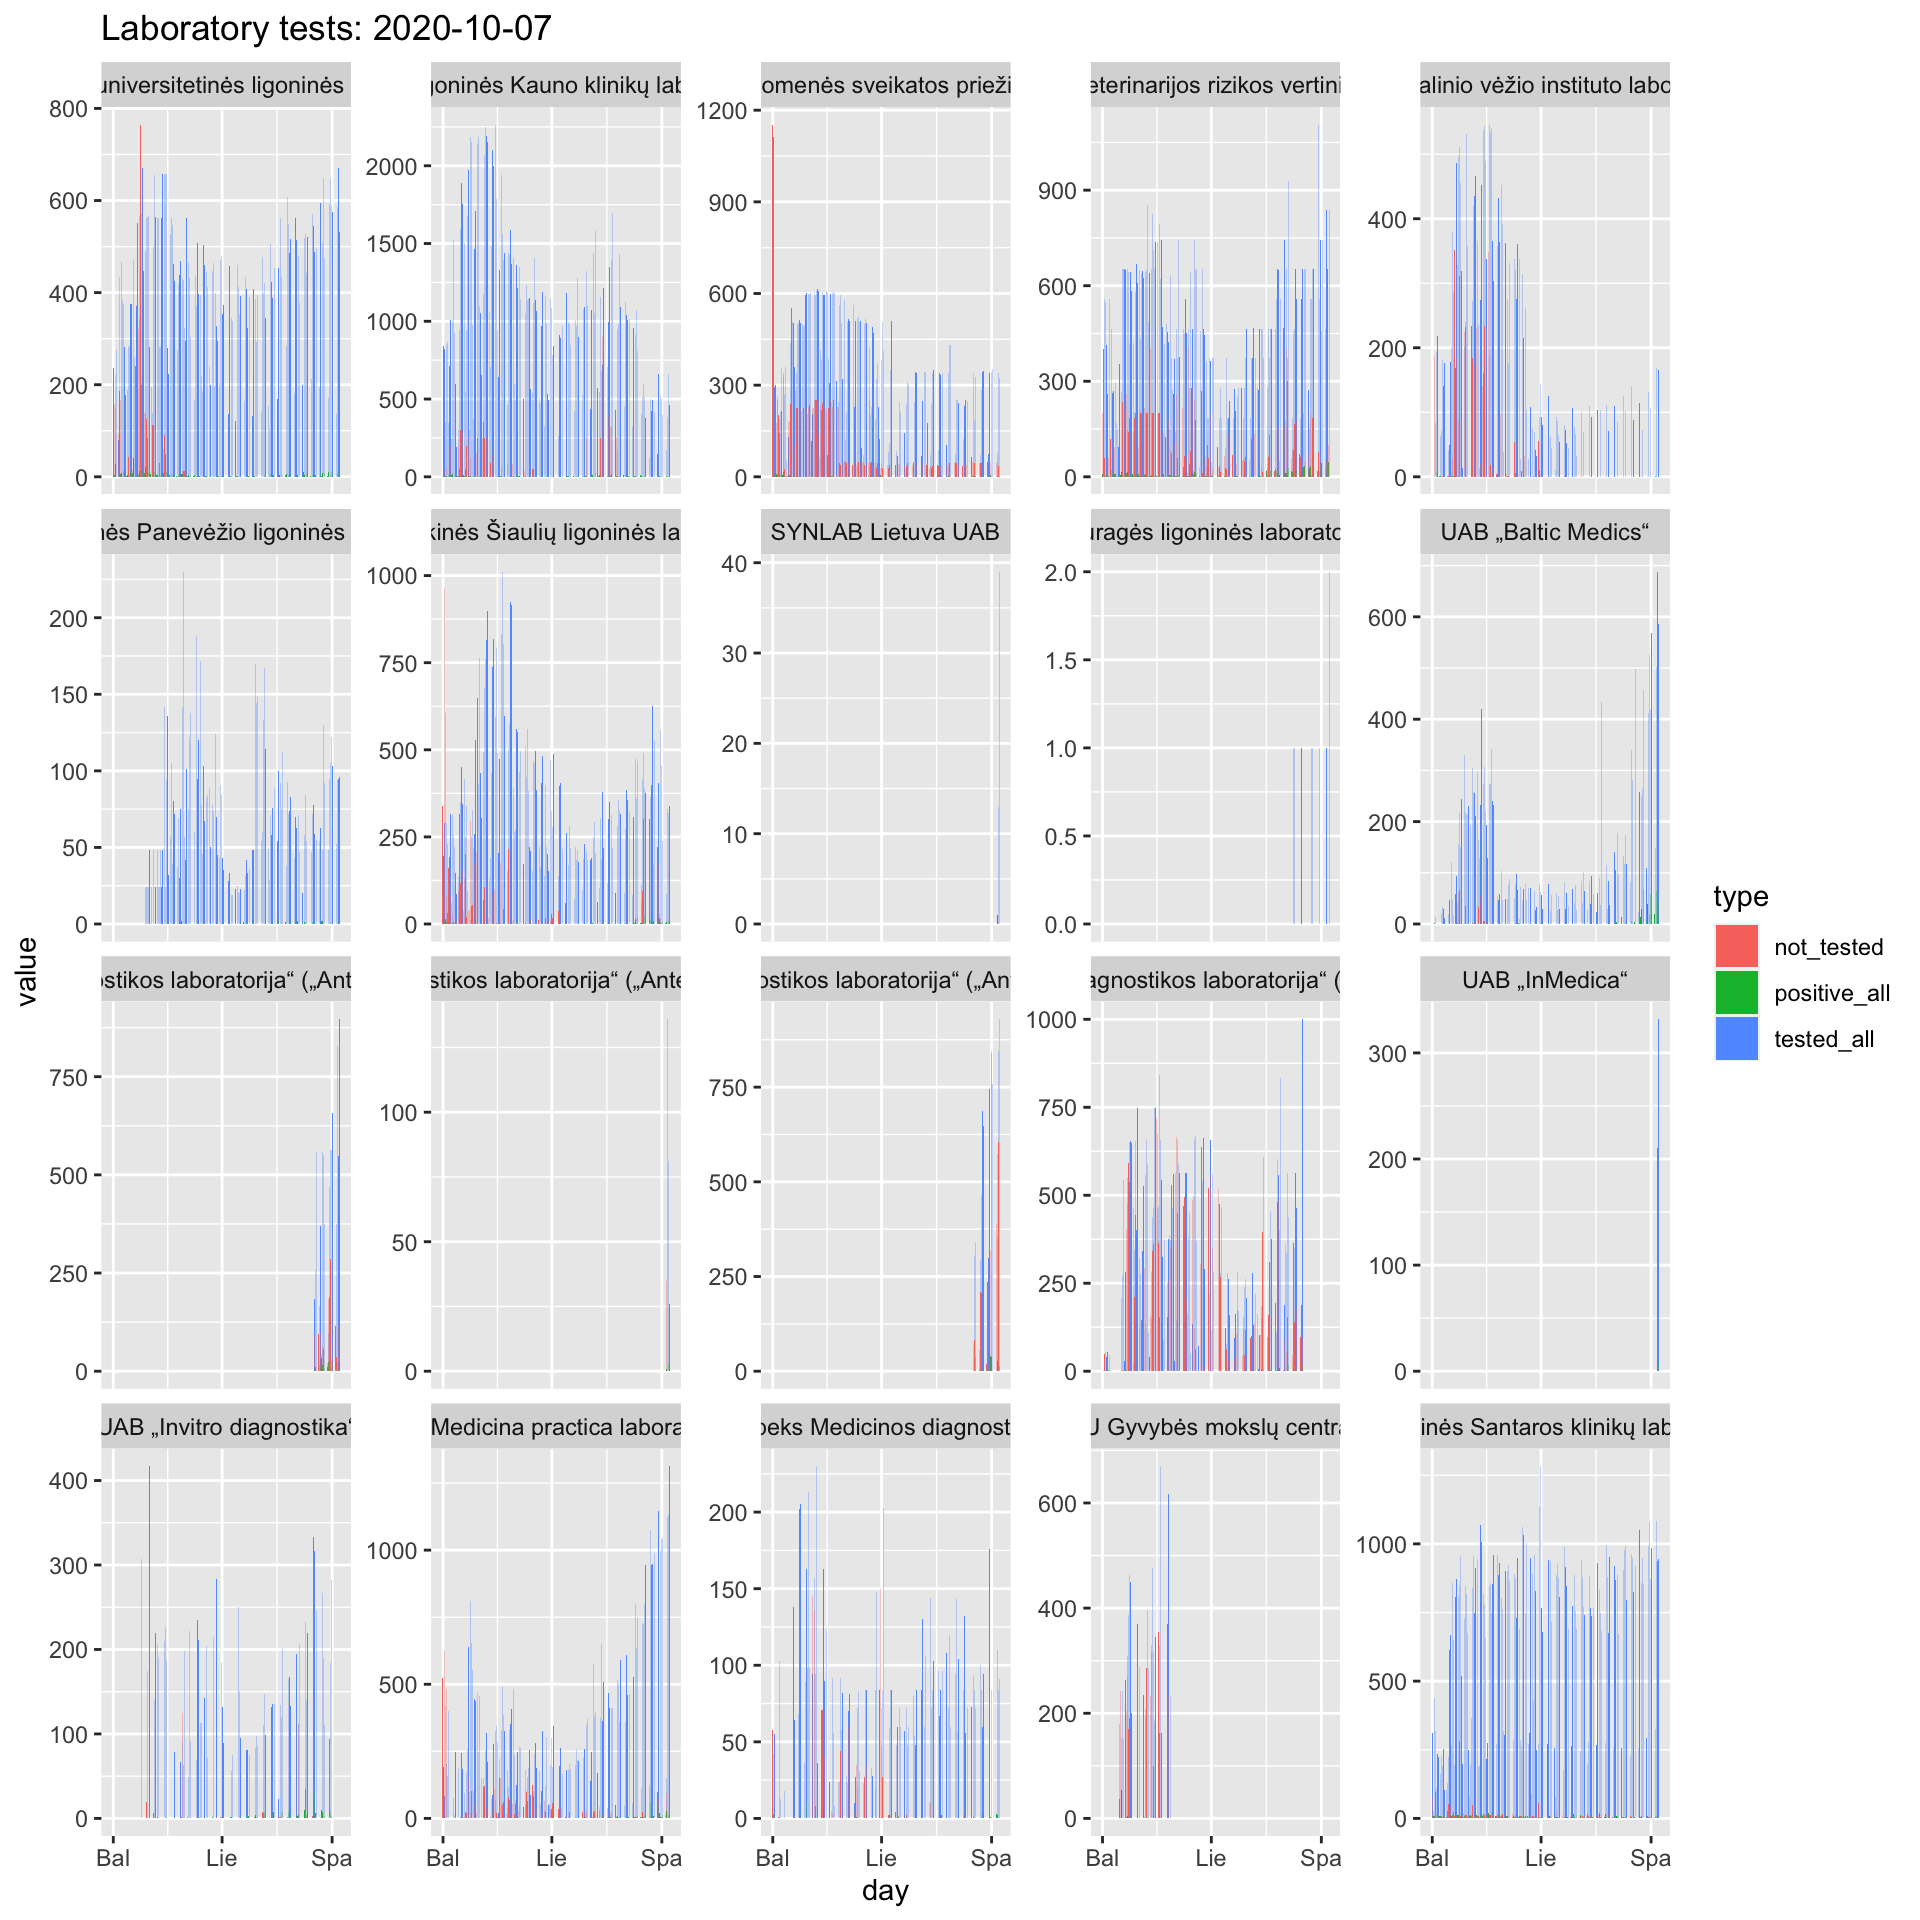 Laboratory tests: 2020-10-07
universitetinės ligoninės
goninės Kauno klinikų lab
omenės sveikatos prieži
eterinarijos rizikos vertini
alinio vėžio instituto labo
800
600
400
200
0
2000
1500
1000
500
0
1200
900
600
300
0
900
600
300
0
400
200
0
nės Panevėžio ligoninės
kinės Šiaulių ligoninės la
SYNLAB Lietuva UAB
uragės ligoninės laborato
UAB „Baltic Medics“
200
150
100
50
0
1000
750
500
250
0
40
30
20
10
0
2.0
1.5
1.0
0.5
0.0
600
400
200
0
ostikos laboratorija“ („Ant
stikos laboratorija“ („Ante
ostikos laboratorija“ („An
agnostikos laboratorija“ (
UAB „InMedica“
750
500
250
0
100
50
0
750
500
250
0
1000
750
500
250
0
300
200
100
0
UAB „Invitro diagnostika“
Medicina practica labora
beks Medicinos diagnost
U Gyvybės mokslų centra
inės Santaros klinikų lab
400
300
200
100
0
1000
500
0
200
150
100
50
0
600
400
200
0
1000
500
0
Bal Lie Spa
Bal Lie Spa
Bal Lie Spa
Bal Lie Spa
Bal Lie Spa
day
value
type
not_tested
positive_all
tested_all